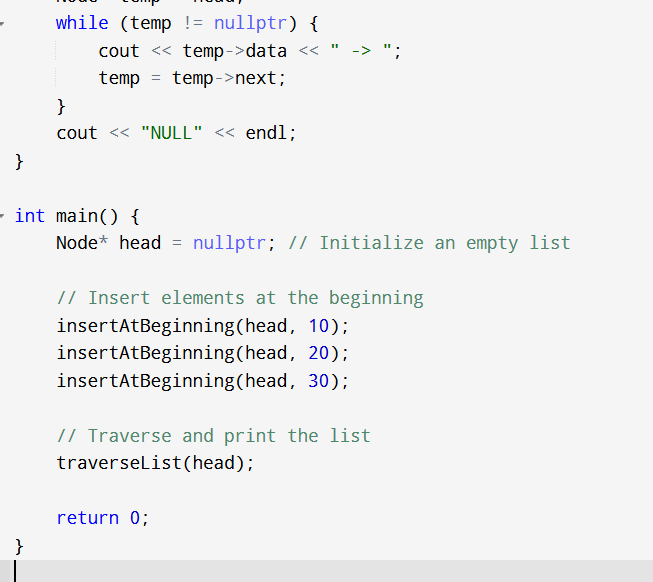 while (temp != nullptr) {
cout << temp->data << " -> ";
temp = temp->next;
}
cout << "NULL" << endl;
}
int main() {
Node* head = nullptr; // Initialize an empty list
// Insert elements at the beginning
insertAtBeginning(head, 10);
insertAtBeginning(head, 20);
insertAtBeginning(head, 30);
// Traverse and print the list
traverseList(head);
return 0;
}